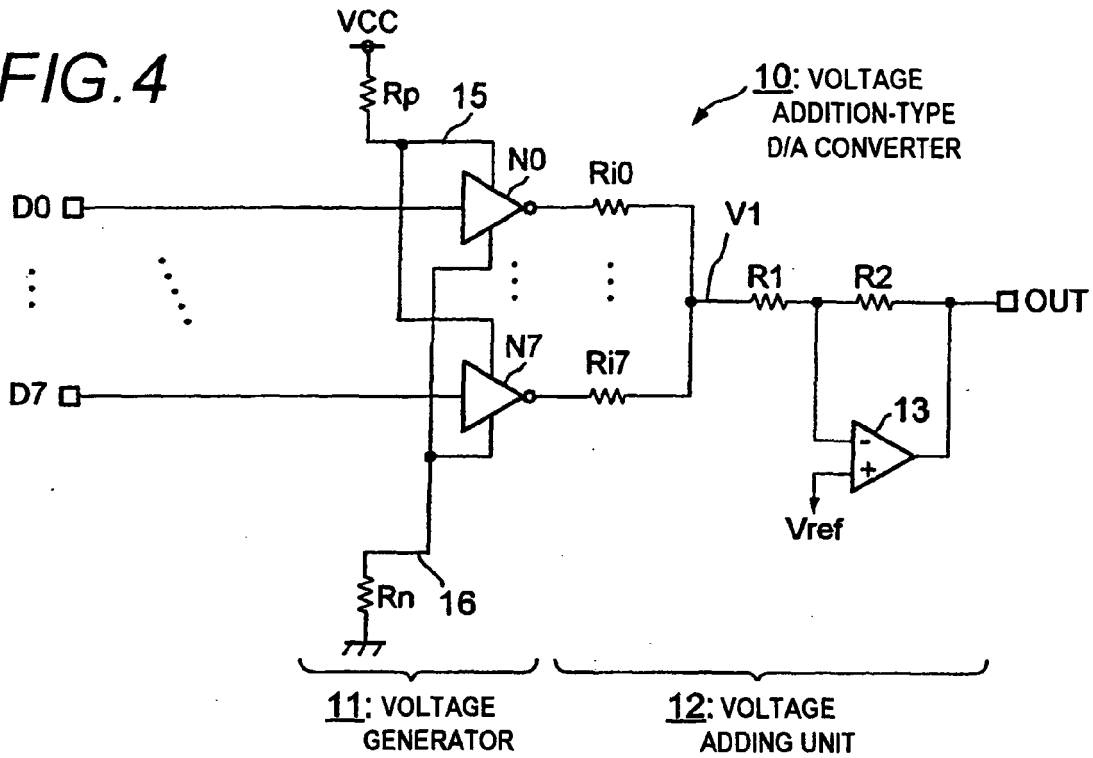 FIG.4
VCC
Rp
15
10: VOLTAGE
ADDITION-TYPE
D/A CONVERTER
N0
Ri0
D0
V1
R1
R2
OUT
N7
Ri7
D7
13
-
+
Vref
Rn
16
11: VOLTAGE
GENERATOR
12: VOLTAGE
ADDING UNIT